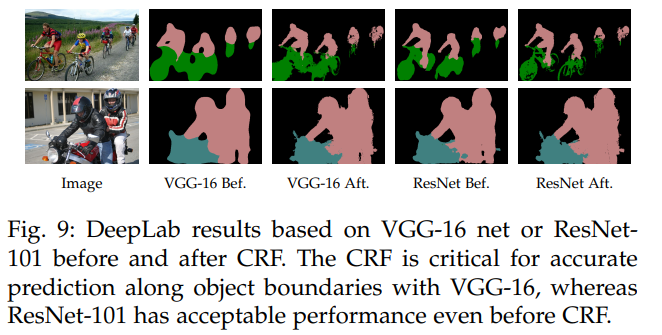 Image VGG-16 Bef. VGG-16 Aft. ResNet Bef. ResNet Aft.
Fig. 9: DeepLab results based on VGG-16 net or ResNet-
101 before and after CRF. The CRF is critical for accurate
prediction along object boundaries with VGG-16, whereas
ResNet-101 has acceptable performance even before CRF.